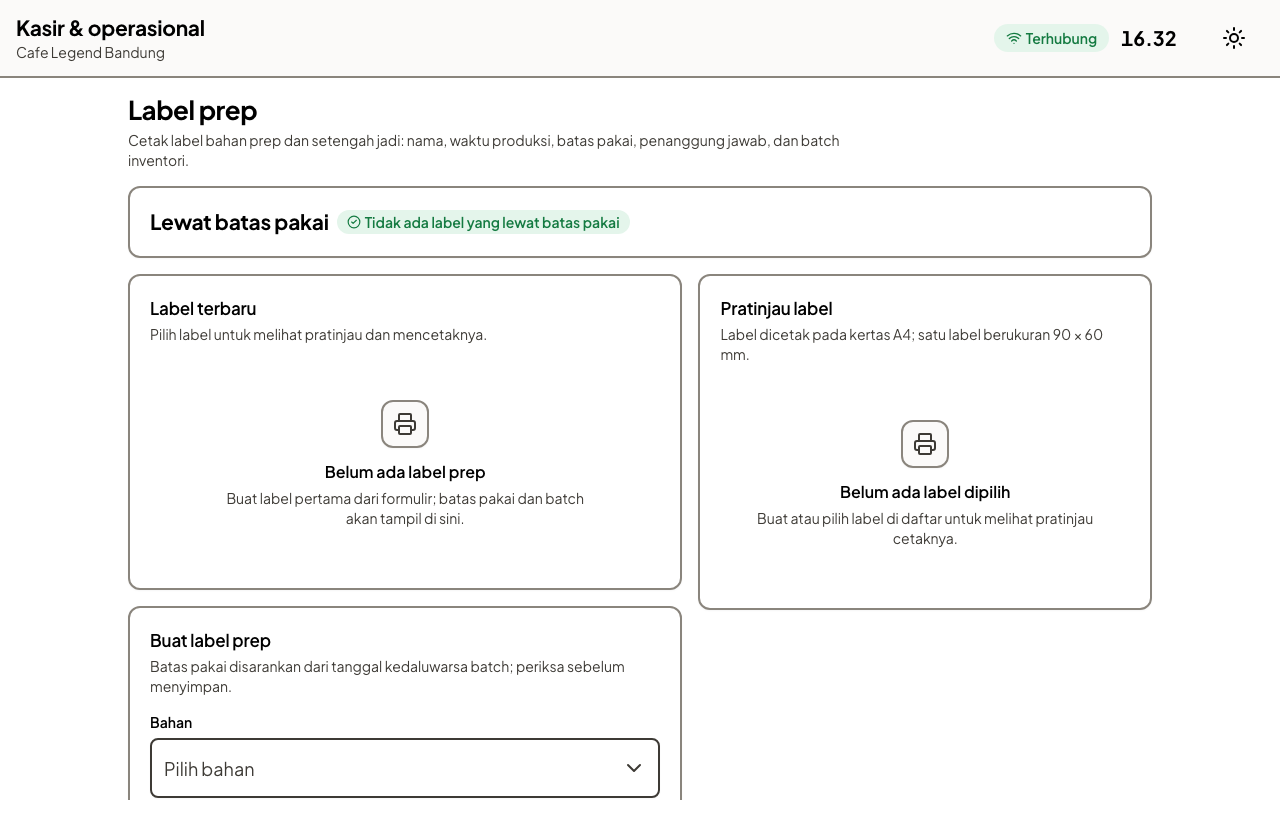 Kasir & operasional
Cafe Legend Bandung
Terhubung
16.32
Label prep
Cetak label bahan prep dan setengah jadi: nama, waktu produksi, batas pakai, penanggung jawab, dan batch
inventori.
Lewat batas pakai
Tidak ada label yang lewat batas pakai
Label terbaru
Pilih label untuk melihat pratinjau dan mencetaknya.
Belum ada label prep
Buat label pertama dari formulir; batas pakai dan batch
akan tampil di sini.
Pratinjau label
Label dicetak pada kertas A4; satu label berukuran 90 × 60
mm.
Belum ada label dipilih
Buat atau pilih label di daftar untuk melihat pratinjau
cetaknya.
Buat label prep
Batas pakai disarankan dari tanggal kedaluwarsa batch; periksa sebelum
menyimpan.
Bahan
Pilih bahan